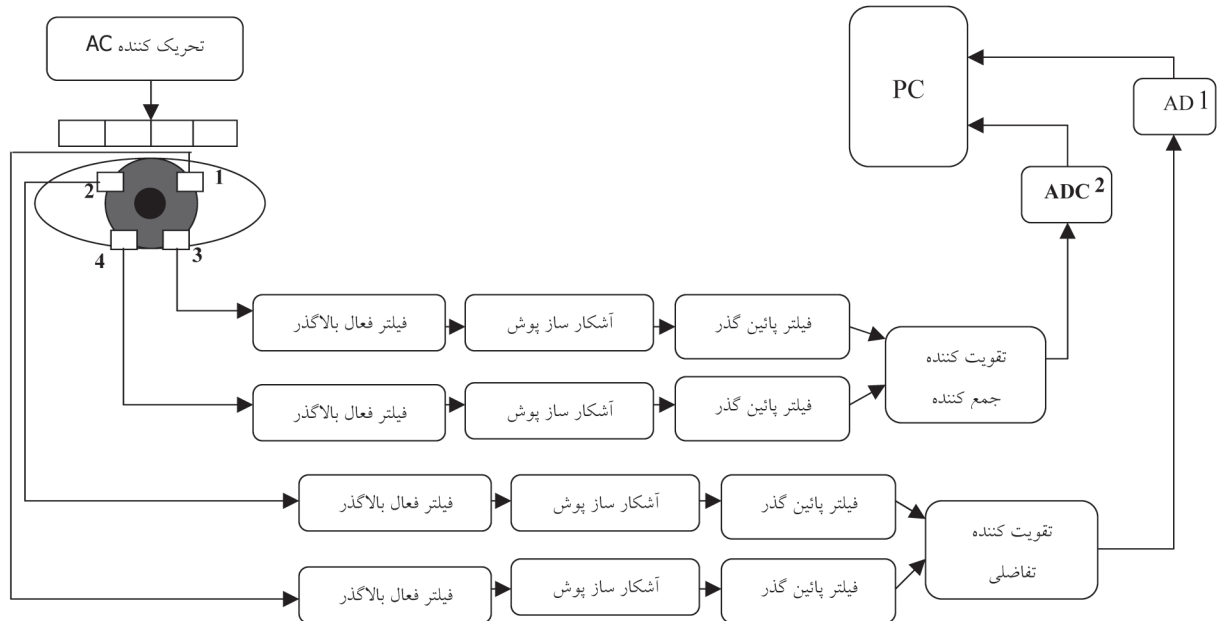 تحریک کننده AC
PC
AD 1
ADC 2
2
1
4
3
فیلتر فعال بالاگذر
آشکار ساز پوش
فیلتر پائین گذر
تقویت کننده
جمع کننده
فیلتر فعال بالاگذر
آشکار ساز پوش
فیلتر پائین گذر
فیلتر فعال بالاگذر
آشکار ساز پوش
فیلتر پائین گذر
تقویت کننده
تفاضلی
فیلتر فعال بالاگذر
آشکار ساز پوش
فیلتر پائین گذر